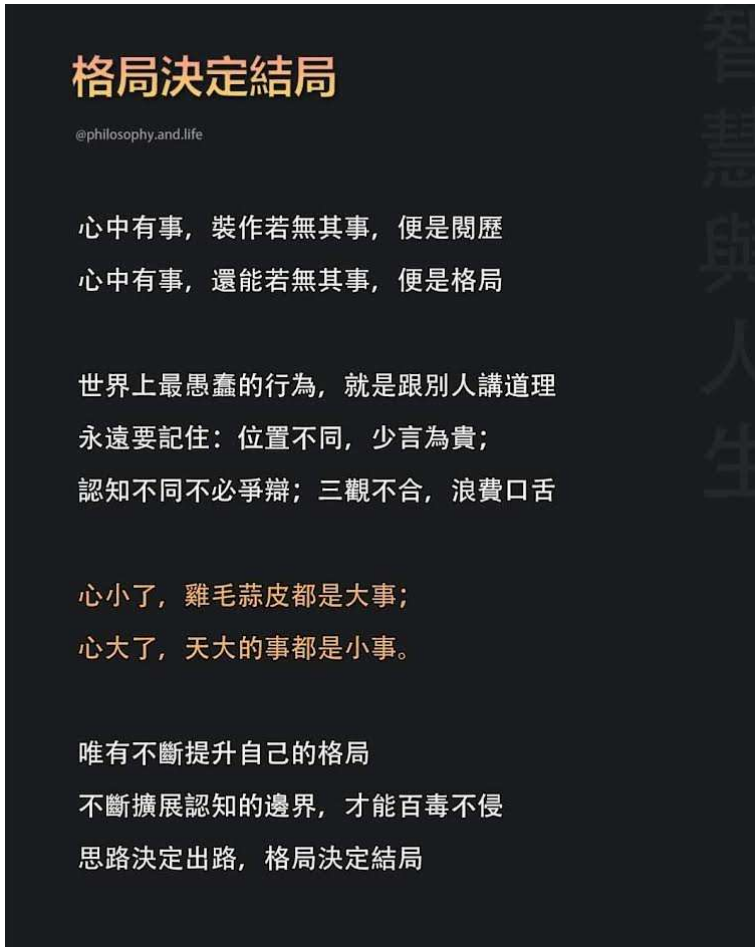 格局決定結局
@philosophy.and.life
心中有事，裝作若無其事，便是閱歷
心中有事，還能若無其事，便是格局
世界上最愚蠢的行為，就是跟別人講道理
永遠要記住：位置不同，少言為貴；
認知不同不必爭辯；三觀不合，浪費口舌
心小了，雞毛蒜皮都是大事；
心大了，天大的事都是小事。
唯有不斷提升自己的格局
不斷擴展認知的邊界，才能百毒不侵
思路決定出路，格局決定結局
智慧與人生